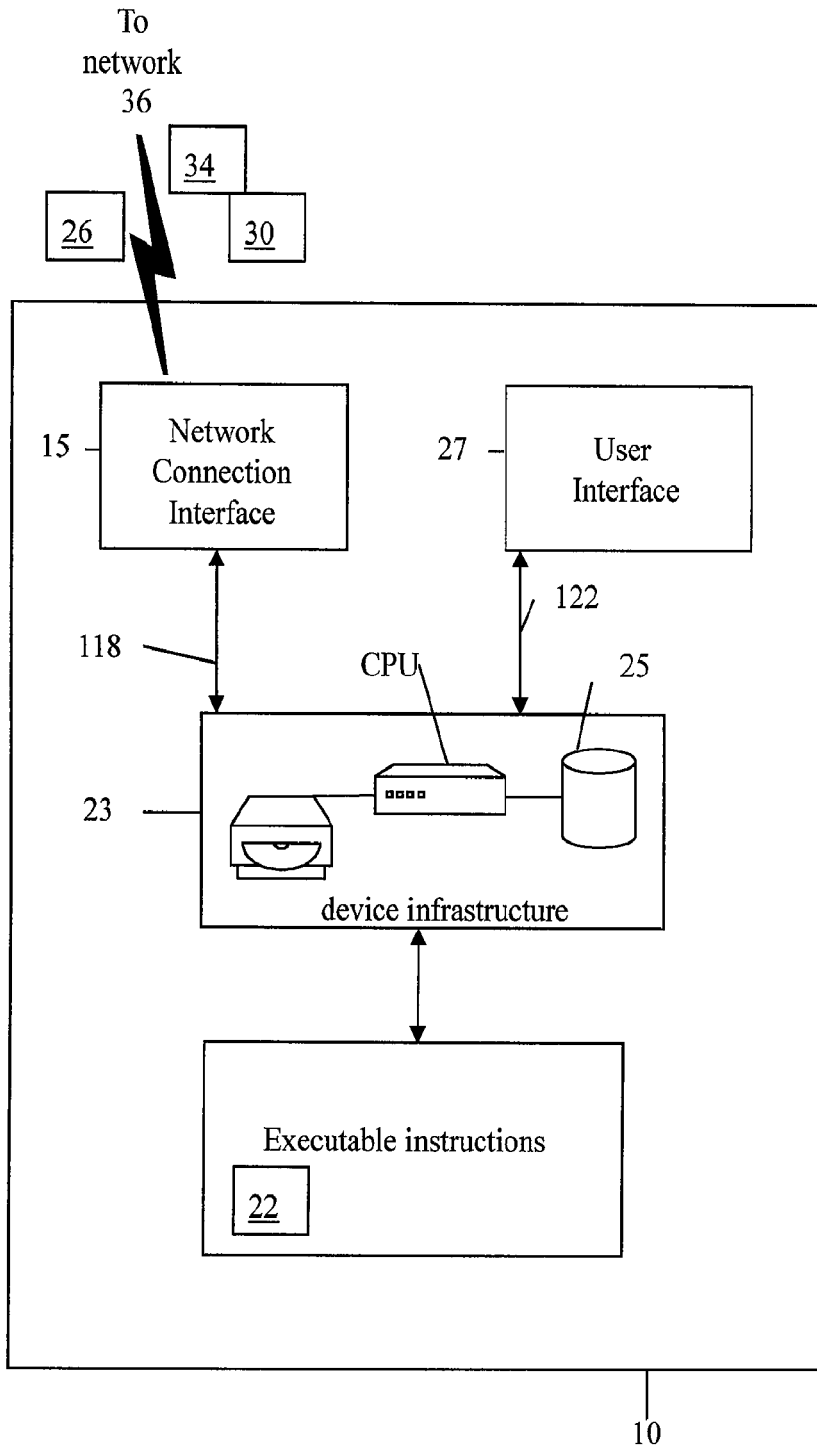 To
network
36
34
26
30
15
Network
Connection
Interface
27
User
Interface
118
122
CPU
25
23
device infrastructure
Executable instructions
22
10